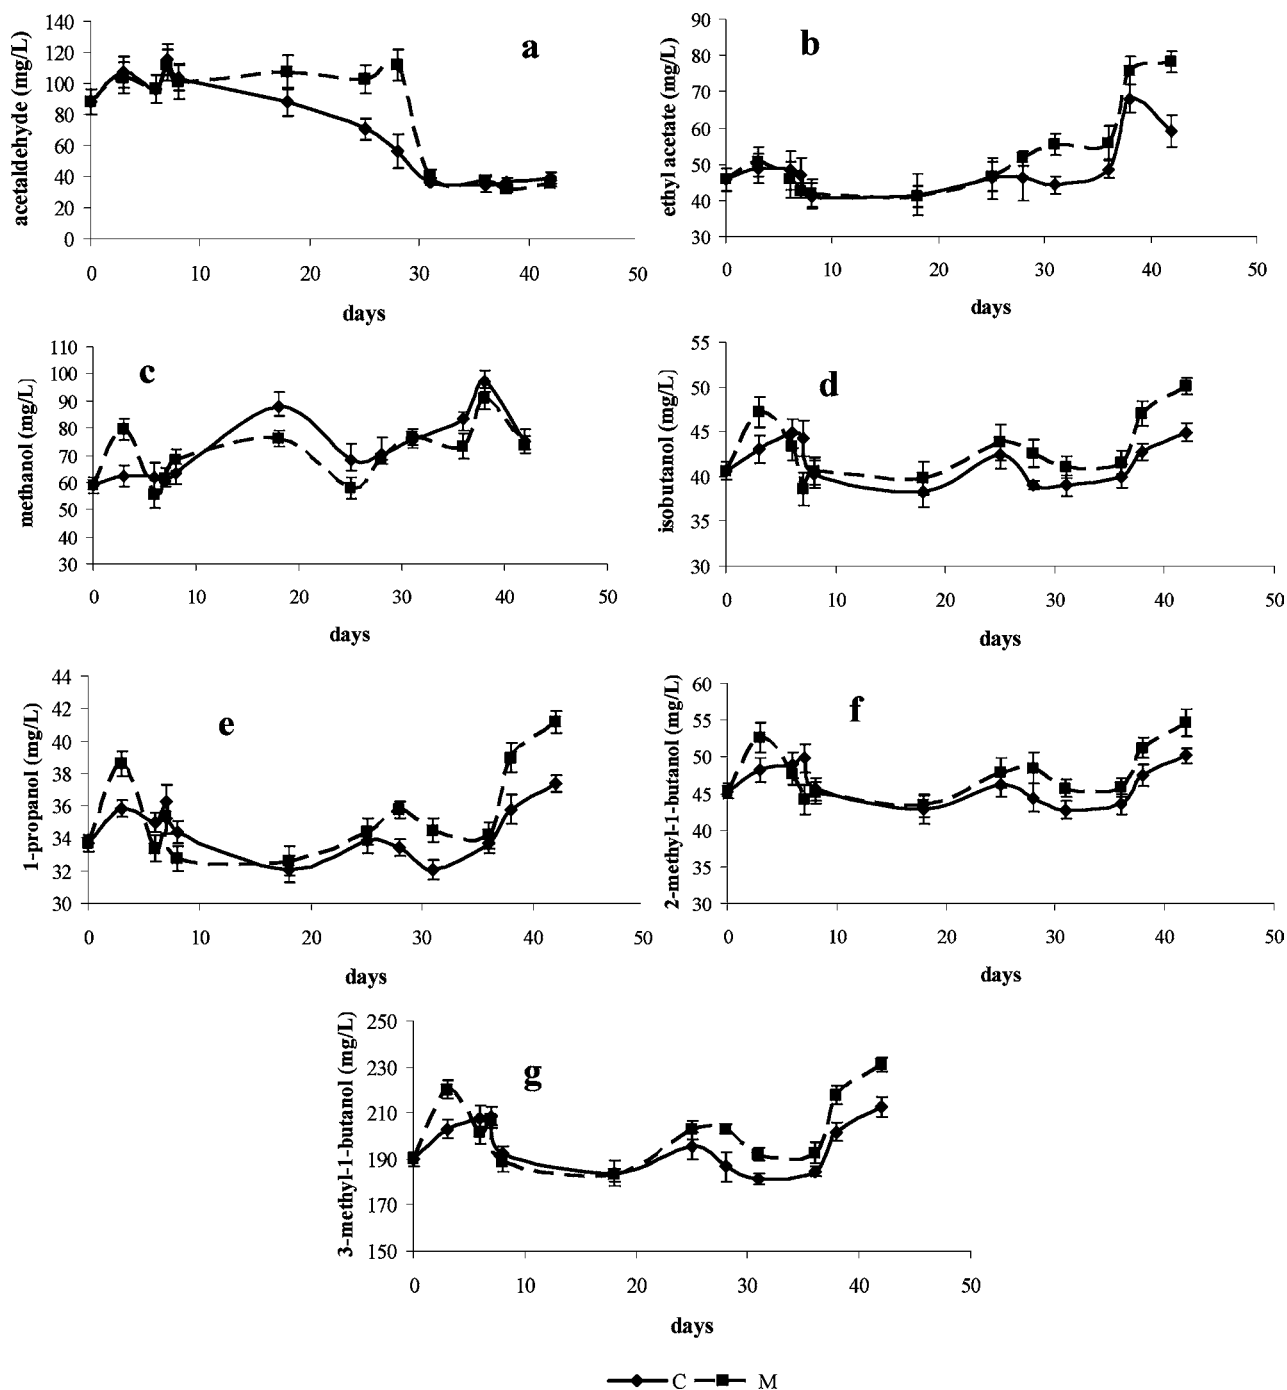 a
acetaldehyde (mg/L)
140
120
100
80
60
40
20
0
0 10 20 30 40 50
days
b
ethyl acetate (mg/L)
90
80
70
60
50
40
30
0 10 20 30 40 50
days
c
methanol (mg/L)
110
100
90
80
70
60
50
40
30
0 10 20 30 40 50
days
d
isobutanol (mg/L)
55
50
45
40
35
30
0 10 20 30 40 50
days
e
1-propanol (mg/L)
44
42
40
38
36
34
32
30
0 10 20 30 40 50
days
f
2-methyl-1-butanol (mg/L)
60
55
50
45
40
35
30
0 10 20 30 40 50
days
g
3-methyl-1-butanol (mg/L)
250
230
210
190
170
150
0 10 20 30 40 50
days
C M